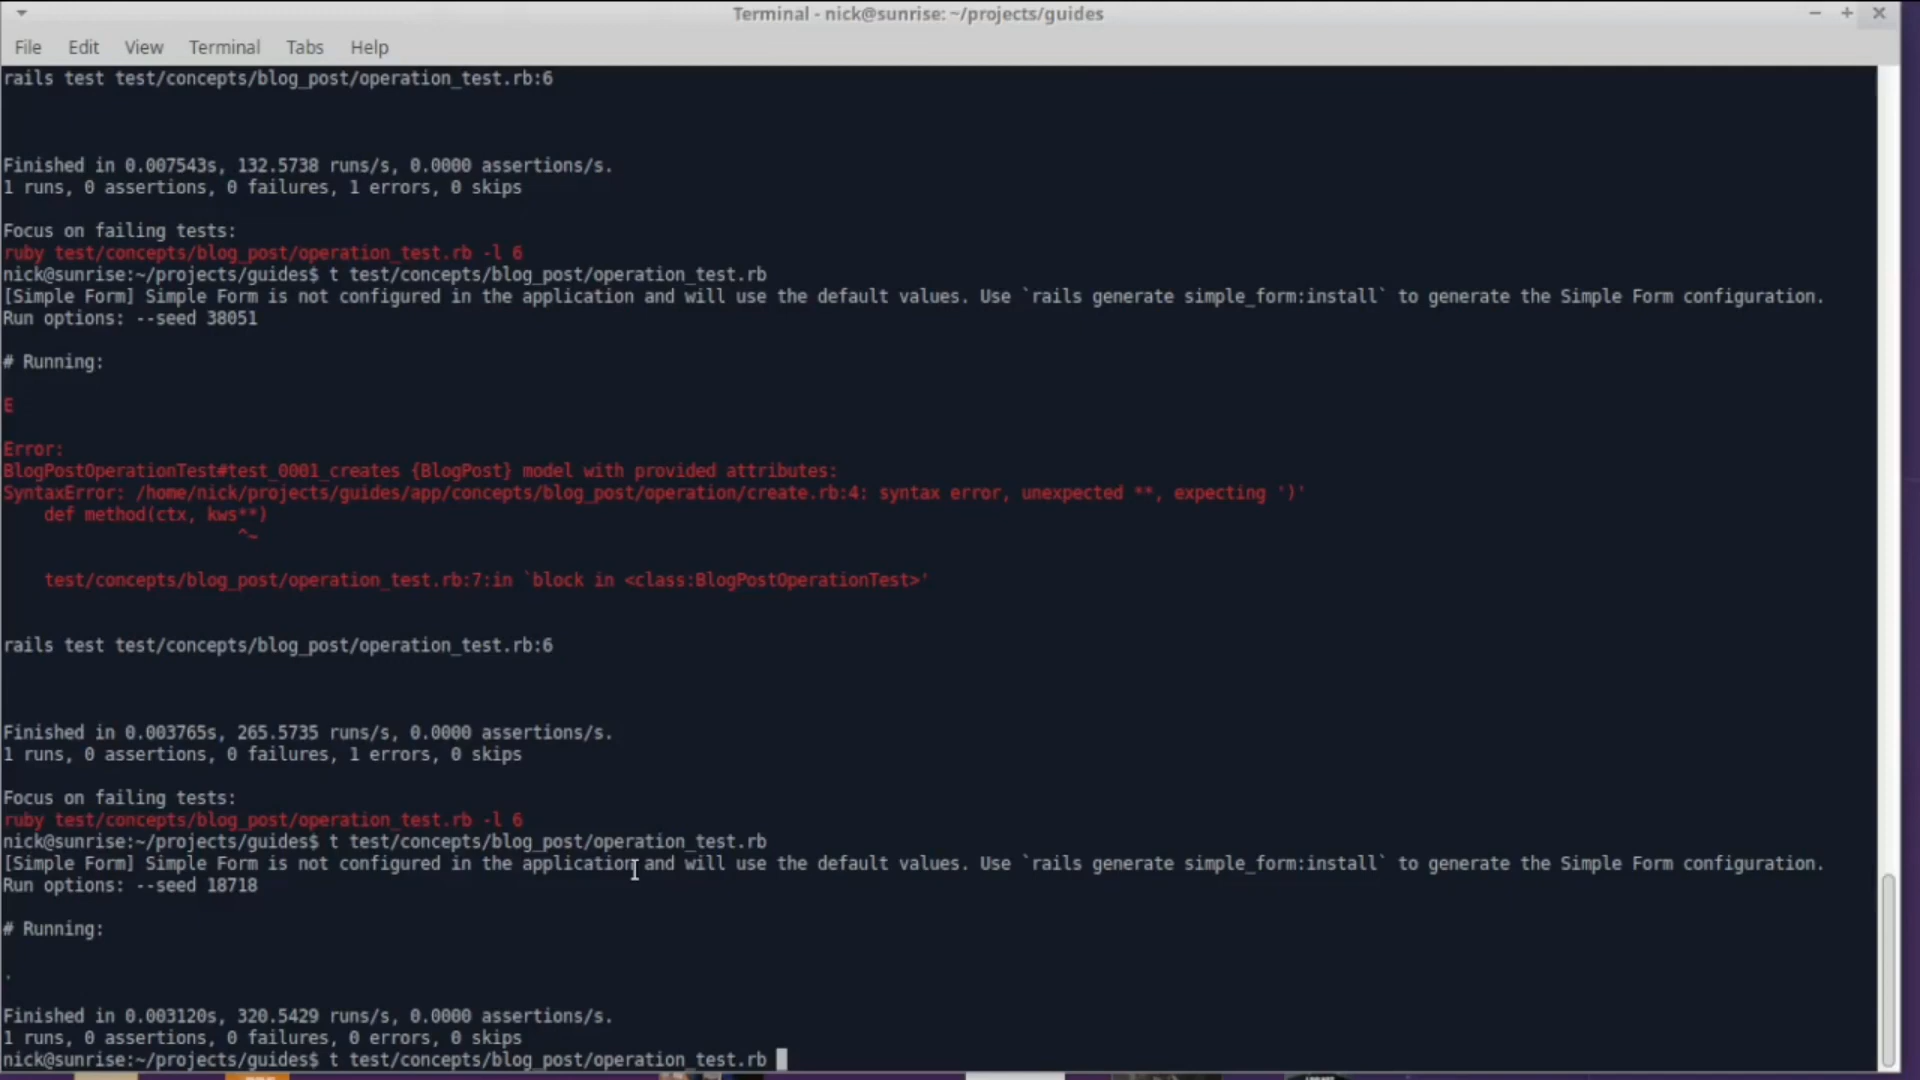 Terminal - nick@sunrise: ~/projects/guides
File Edit View Terminal Tabs Help
rails test test/concepts/blog_post/operation_test.rb:6
Finished in 0.007543s, 132.5738 runs/s, 0.0000 assertions/s.
1 runs, 0 assertions, 0 failures, 1 errors, 0 skips
Focus on failing tests:
ruby test/concepts/blog_post/operation_test.rb -l 6
nick@sunrise:~/projects/guides$ t test/concepts/blog_post/operation_test.rb
[Simple Form] Simple Form is not configured in the application and will use the default values. Use `rails generate simple_form:install` to generate the Simple Form configuration.
Run options: --seed 38051
# Running:
E
Error:
BlogPostOperationTest#test_0001_creates {BlogPost} model with provided attributes:
SyntaxError: /home/nick/projects/guides/app/concepts/blog_post/operation/create.rb:4: syntax error, unexpected **, expecting ')'
def method(ctx, kws**)
^~
test/concepts/blog_post/operation_test.rb:7:in `block in <class:BlogPostOperationTest>'
rails test test/concepts/blog_post/operation_test.rb:6
Finished in 0.003765s, 265.5735 runs/s, 0.0000 assertions/s.
1 runs, 0 assertions, 0 failures, 1 errors, 0 skips
Focus on failing tests:
ruby test/concepts/blog_post/operation_test.rb -l 6
nick@sunrise:~/projects/guides$ t test/concepts/blog_post/operation_test.rb
[Simple Form] Simple Form is not configured in the application and will use the default values. Use `rails generate simple_form:install` to generate the Simple Form configuration.
Run options: --seed 18718
# Running:
.
Finished in 0.003120s, 320.5429 runs/s, 0.0000 assertions/s.
1 runs, 0 assertions, 0 failures, 0 errors, 0 skips
nick@sunrise:~/projects/guides$ t test/concepts/blog_post/operation_test.rb